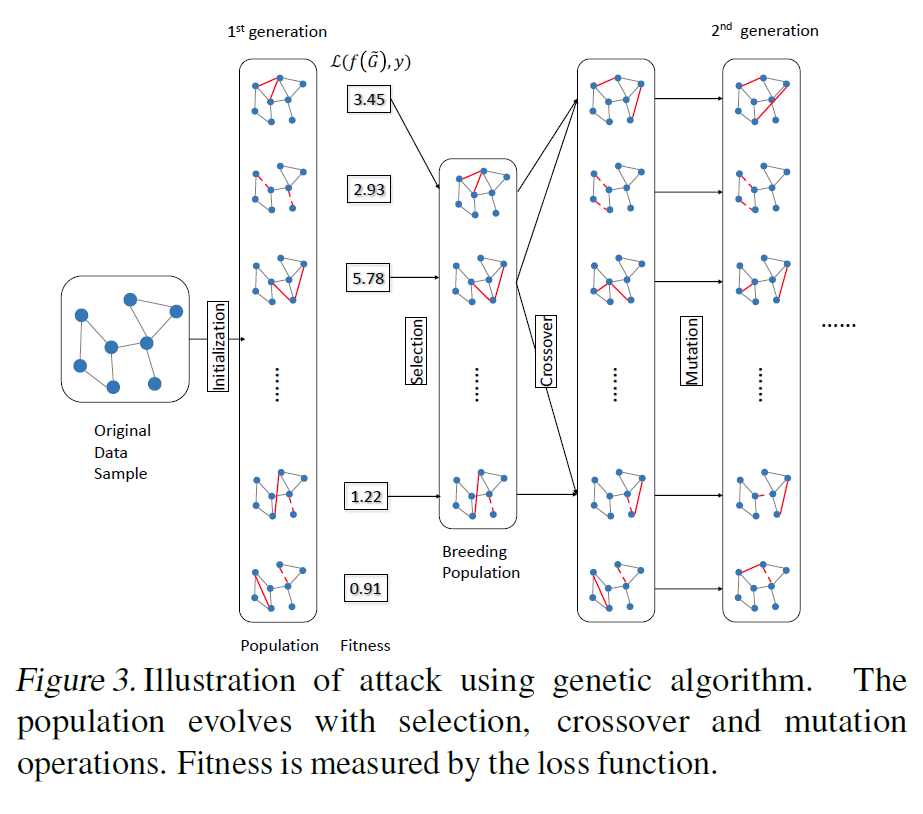 1st generation
2nd generation
ℒ(f(G̃), y)
3.45
2.93
5.78
1.22
0.91
Original
Data
Sample
Initialization
Selection
Crossover
Mutation
......
......
......
......
......
Breeding
Population
Population
Fitness
Figure 3. Illustration of attack using genetic algorithm. The
population evolves with selection, crossover and mutation
operations. Fitness is measured by the loss function.